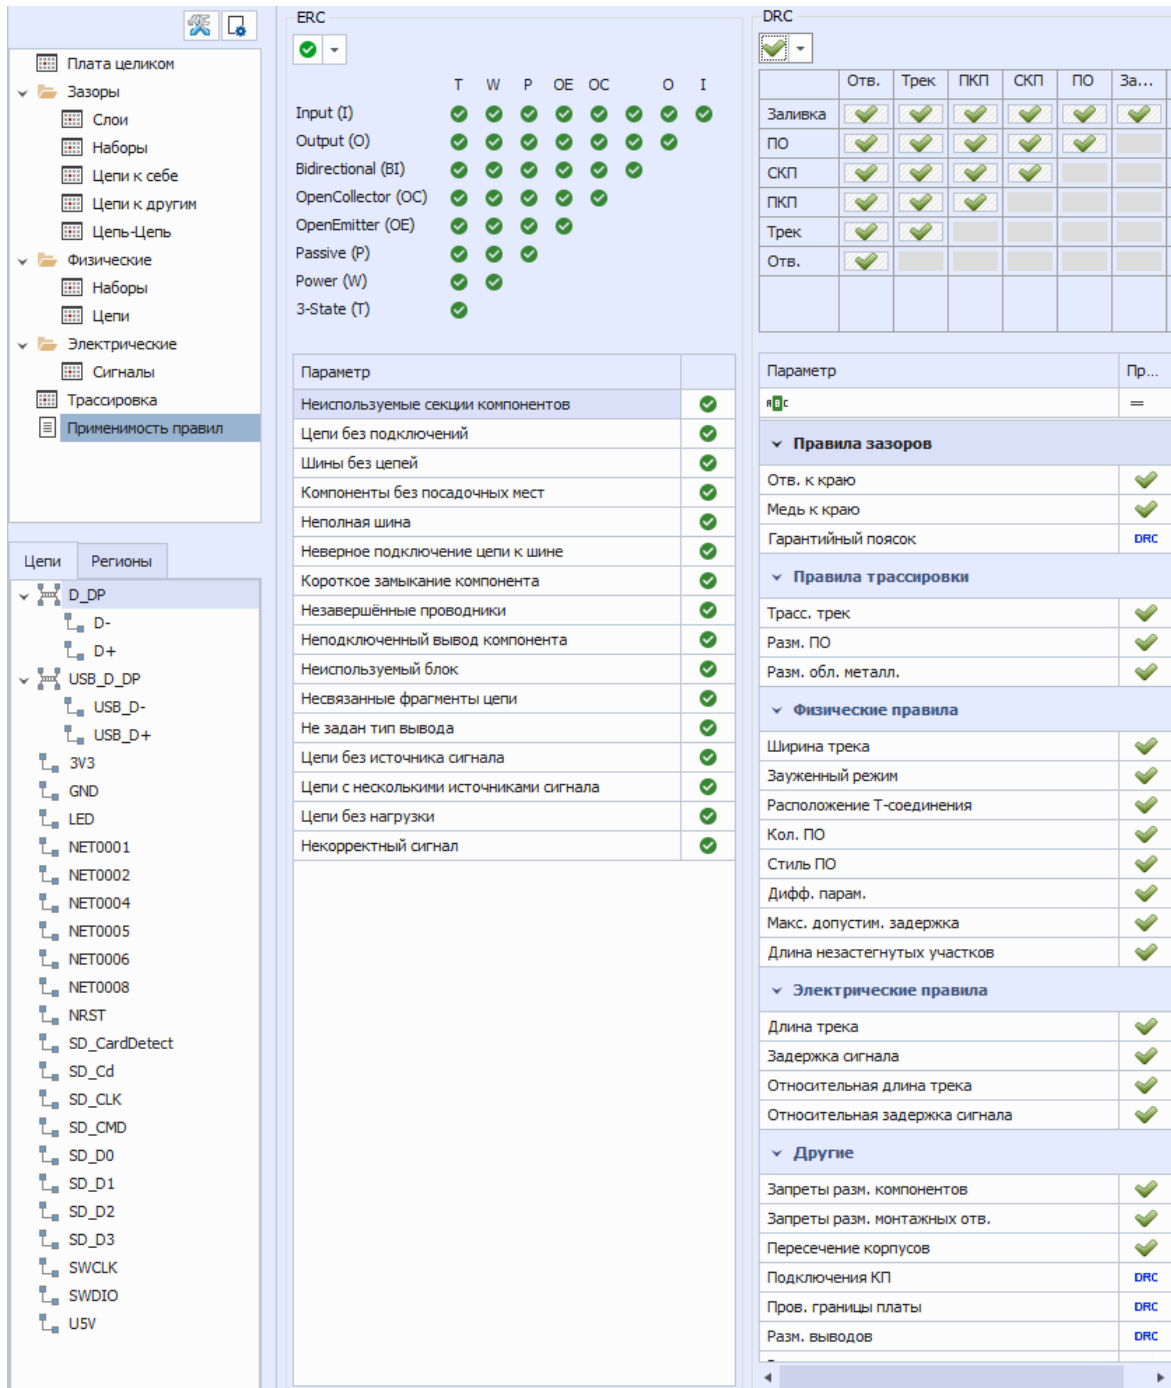 Плата целиком
Зазоры
Слои
Наборы
Цепи к себе
Цепи к другим
Цепь-Цепь
Физические
Наборы
Цепи
Электрические
Сигналы
Трассировка
Применимость правил
Цепи Регионы
D_DP
D-
D+
USB_D_DP
USB_D-
USB_D+
3V3
GND
LED
NET0001
NET0002
NET0004
NET0005
NET0006
NET0008
NRST
SD_CardDetect
SD_Cd
SD_CLK
SD_CMD
SD_D0
SD_D1
SD_D2
SD_D3
SWCLK
SWDIO
U5V
ERC
T W P OE OC O I
Input (I)
Output (O)
Bidirectional (BI)
OpenCollector (OC)
OpenEmitter (OE)
Passive (P)
Power (W)
3-State (T)
Параметр
Неиспользуемые секции компонентов
Цепи без подключений
Шины без цепей
Компоненты без посадочных мест
Неполная шина
Неверное подключение цепи к шине
Короткое замыкание компонента
Незавершённые проводники
Неподключенный вывод компонента
Неиспользуемый блок
Несвязанные фрагменты цепи
Не задан тип вывода
Цепи без источника сигнала
Цепи с несколькими источниками сигнала
Цепи без нагрузки
Некорректный сигнал
DRC
Отв. Трек ПКП СКП ПО За...
Заливка
ПО
СКП
ПКП
Трек
Отв.
Параметр Пр...
ABC =
Правила зазоров
Отв. к краю
Медь к краю
Гарантийный поясок DRC
Правила трассировки
Трасс. трек
Разм. ПО
Разм. обл. металл.
Физические правила
Ширина трека
Зауженный режим
Расположение Т-соединения
Кол. ПО
Стиль ПО
Дифф. парам.
Макс. допустим. задержка
Длина незастегнутых участков
Электрические правила
Длина трека
Задержка сигнала
Относительная длина трека
Относительная задержка сигнала
Другие
Запреты разм. компонентов
Запреты разм. монтажных отв.
Пересечение корпусов
Подключения КП DRC
Пров. границы платы DRC
Разм. выводов DRC